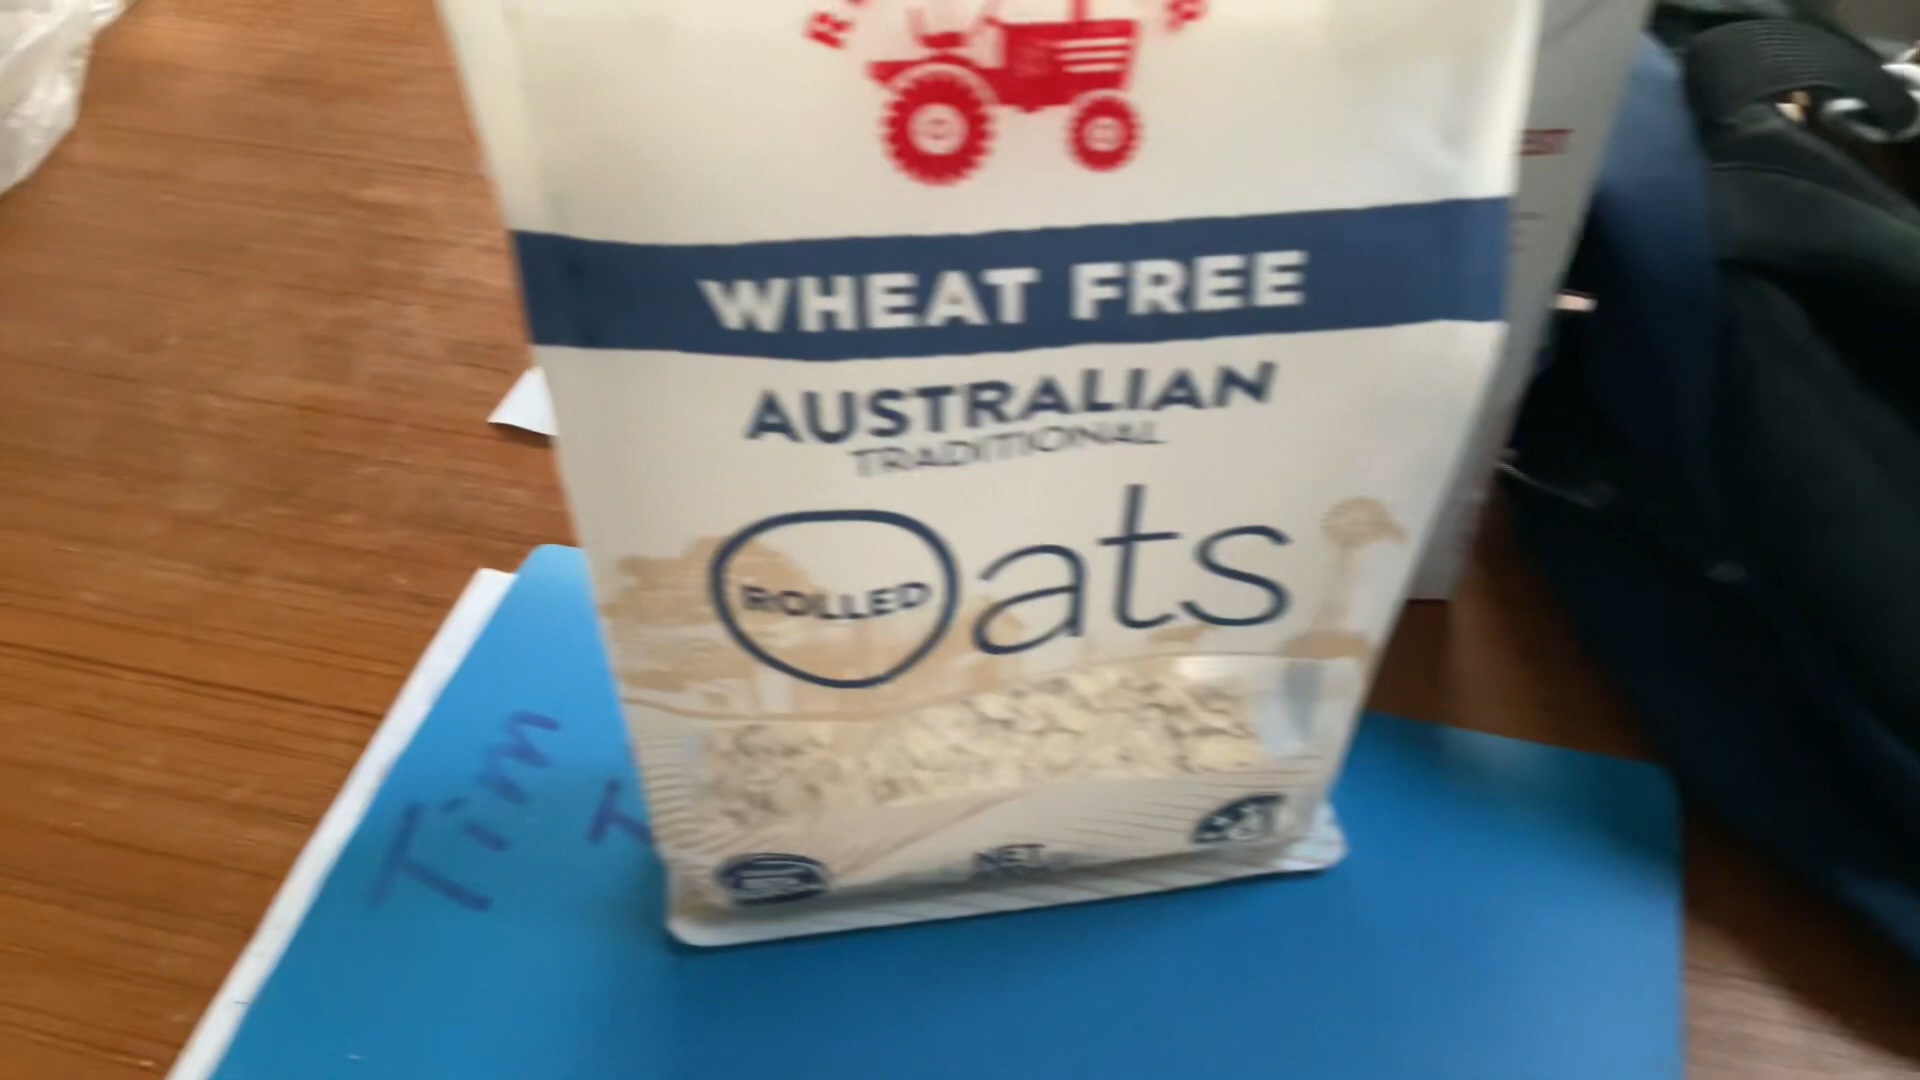 WHEAT FREE
AUSTRALIAN
TRADITIONAL
ROLLED Oats
NET
Tim